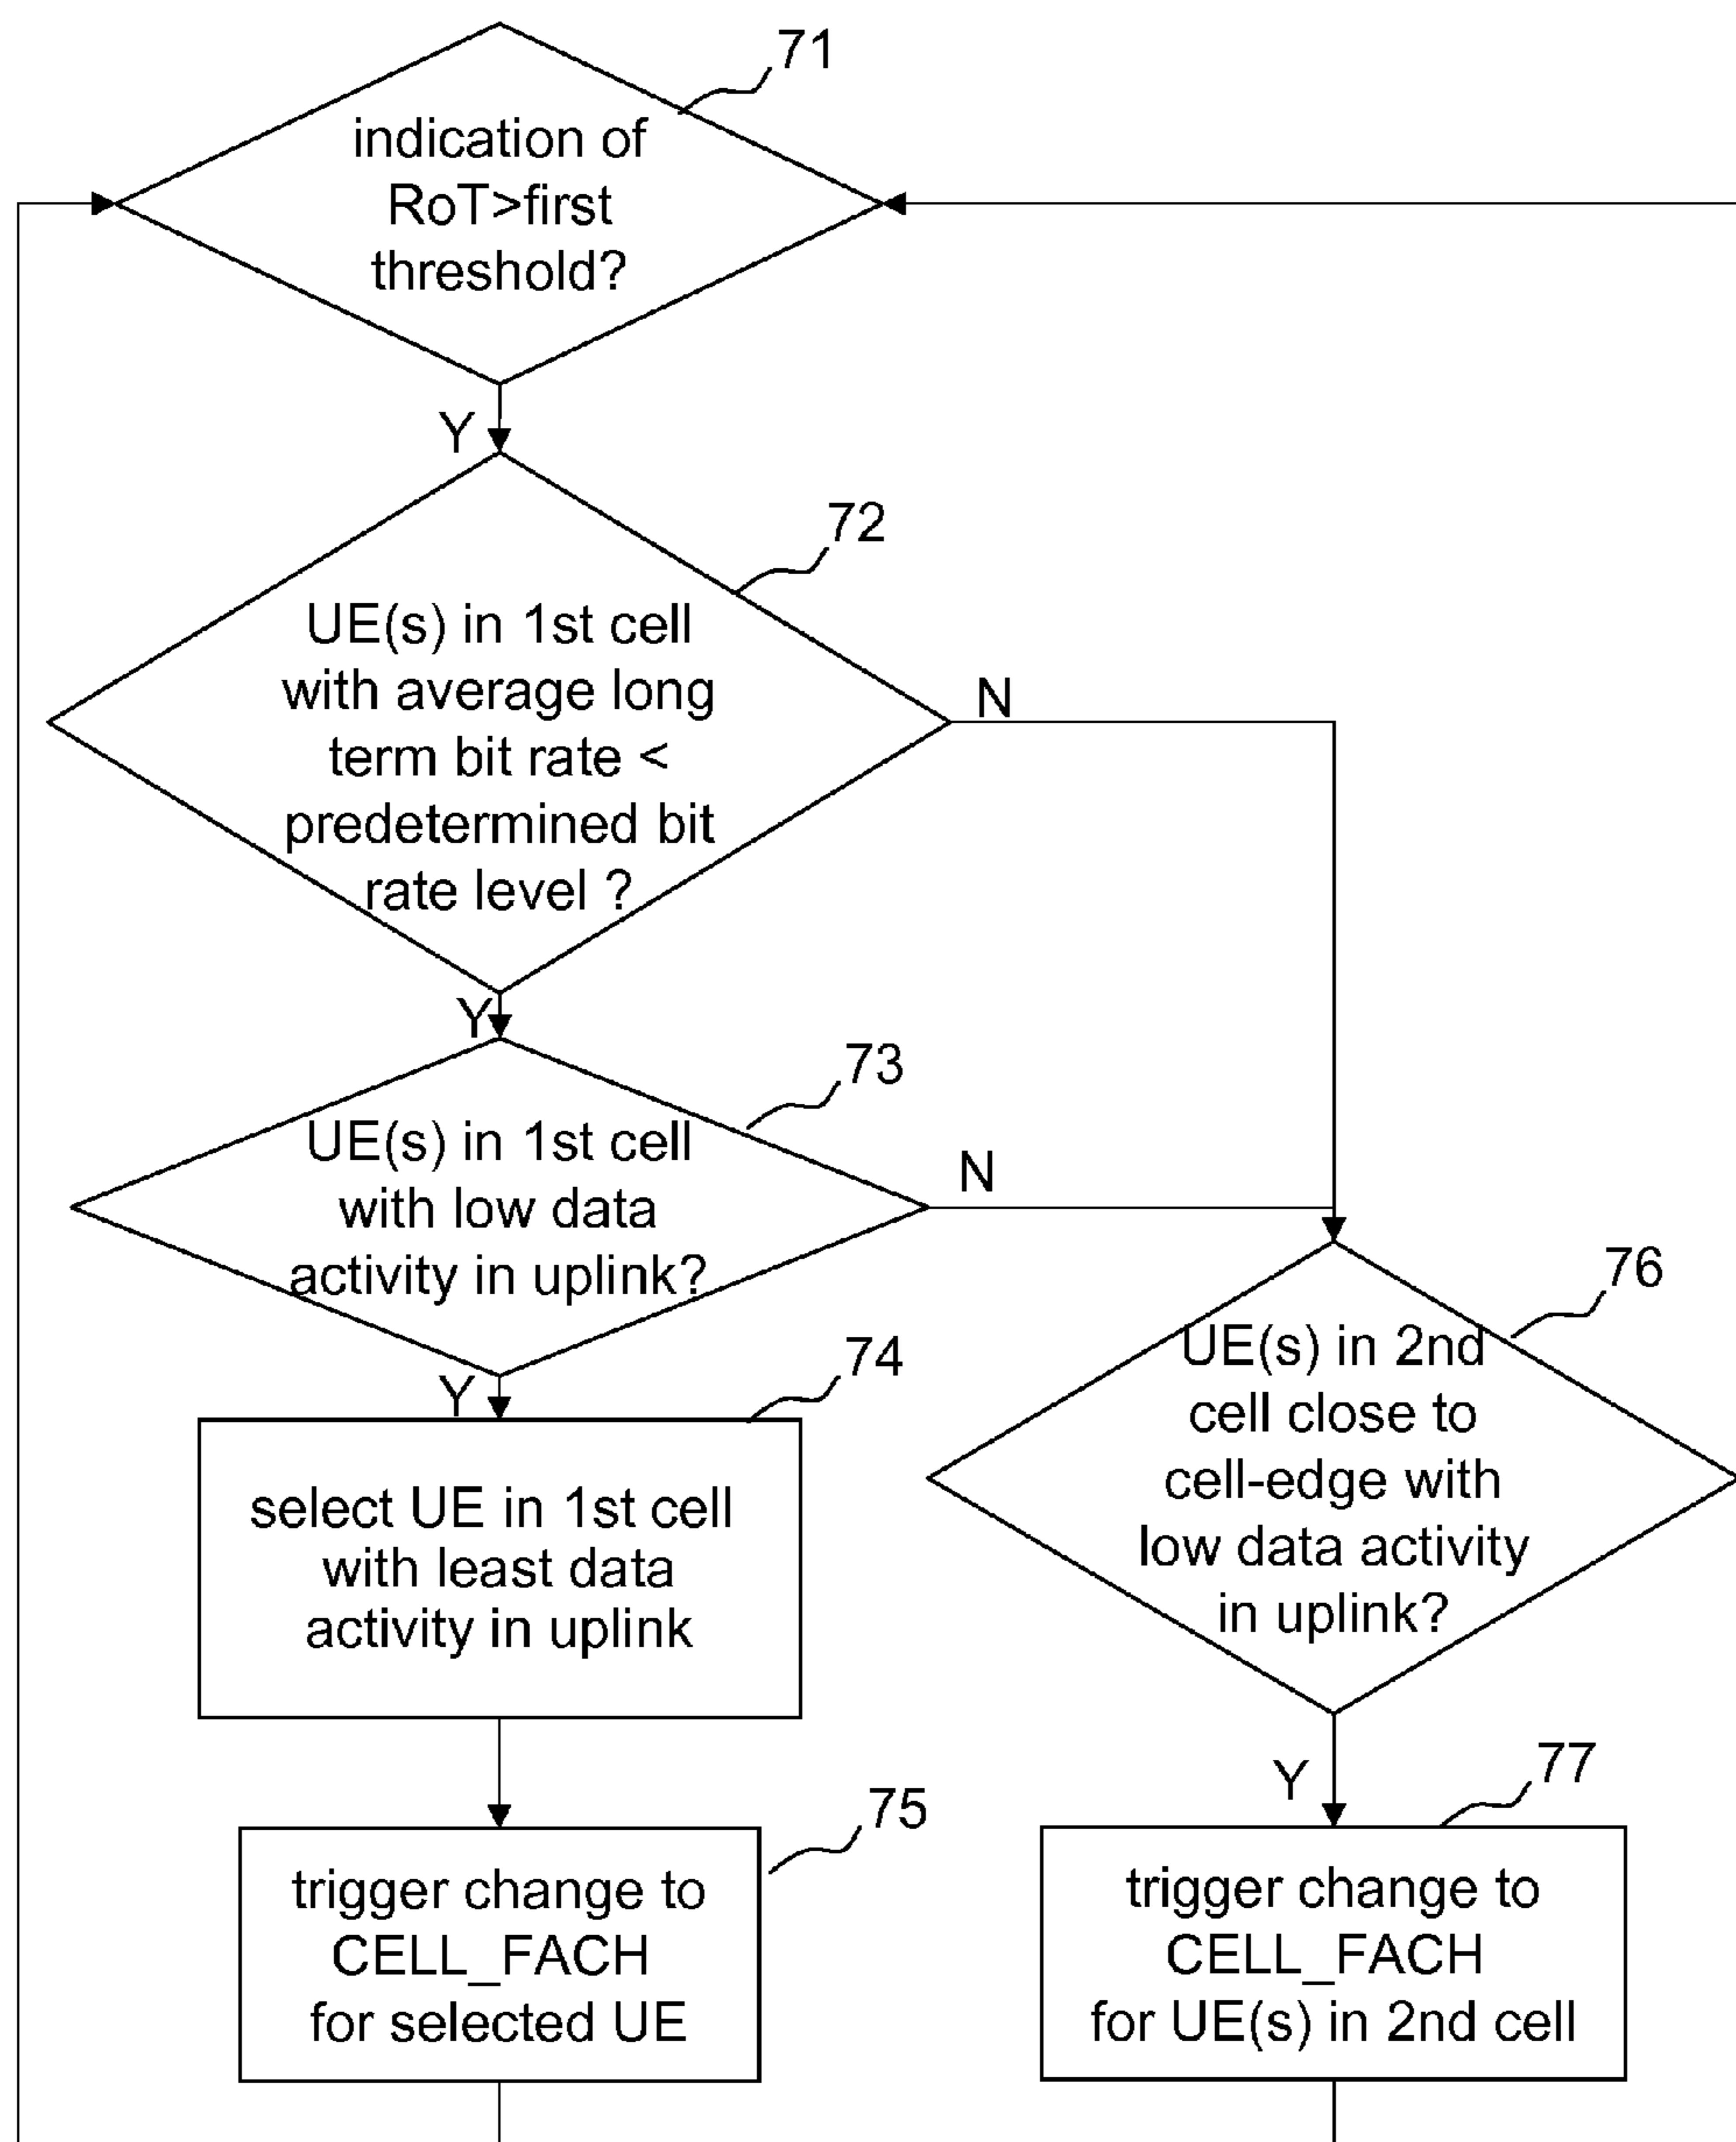 71
indication of
RoT>first
threshold?
Y
72
UE(s) in 1st cell
with average long
term bit rate <
predetermined bit
rate level ?
N
Y
73
UE(s) in 1st cell
with low data
activity in uplink?
N
Y
74
select UE in 1st cell
with least data
activity in uplink
76
UE(s) in 2nd
cell close to
cell-edge with
low data activity
in uplink?
Y
75
trigger change to
CELL_FACH
for selected UE
77
trigger change to
CELL_FACH
for UE(s) in 2nd cell